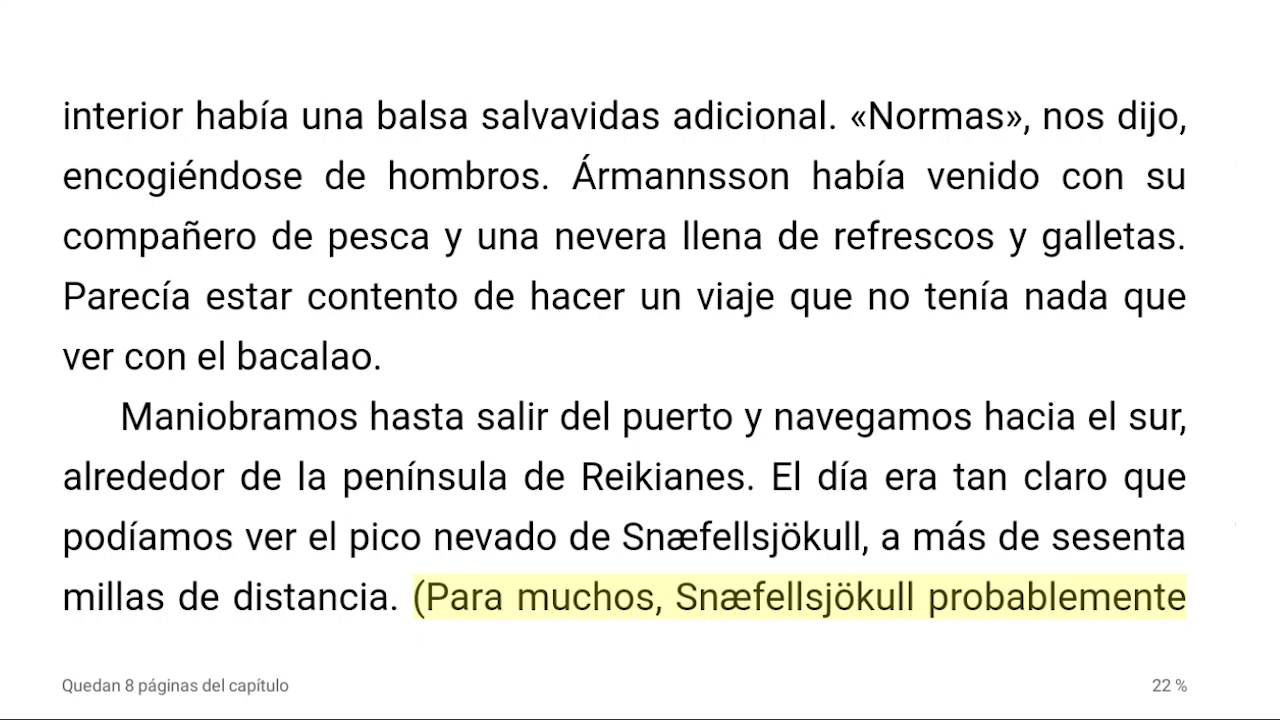 interior había una balsa salvavidas adicional. «Normas», nos dijo,
encogiéndose de hombros. Ármannsson había venido con su
compañero de pesca y una nevera llena de refrescos y galletas.
Parecía estar contento de hacer un viaje que no tenía nada que
ver con el bacalao.
Maniobramos hasta salir del puerto y navegamos hacia el sur,
alrededor de la península de Reikianes. El día era tan claro que
podíamos ver el pico nevado de Snæfellsjökull, a más de sesenta
millas de distancia. (Para muchos, Snæfellsjökull probablemente
Quedan 8 páginas del capítulo
22 %